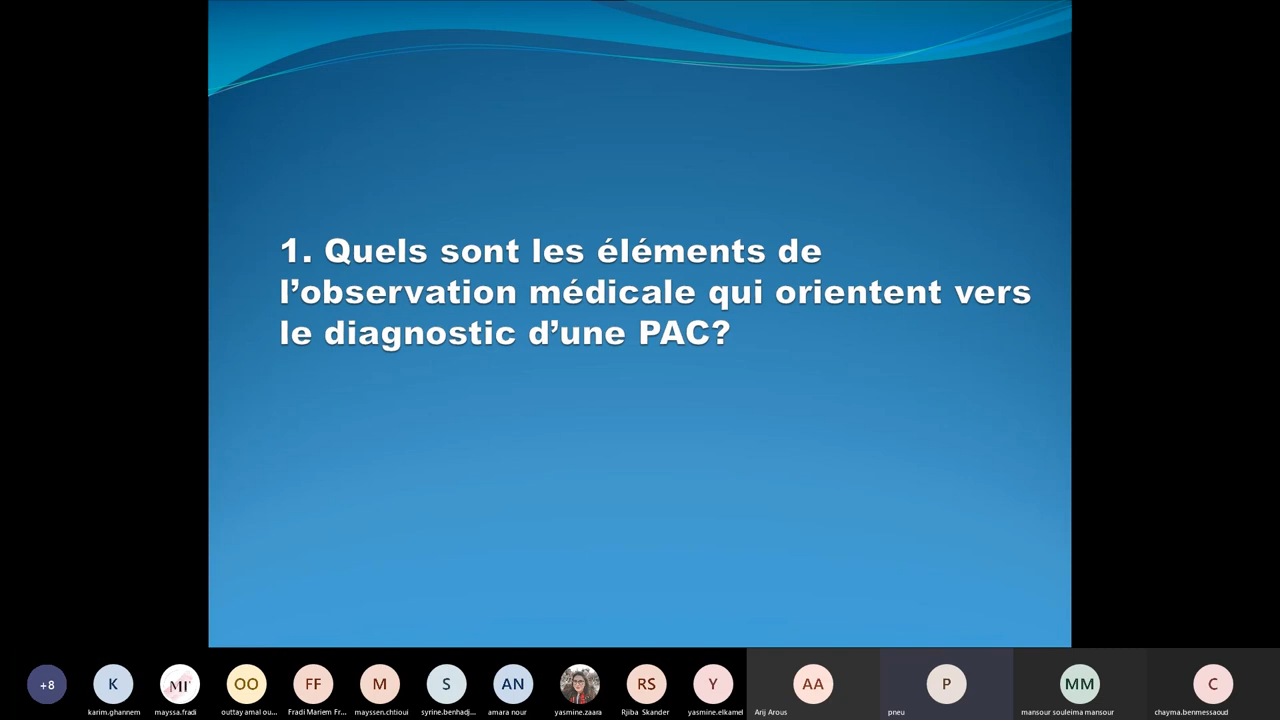 1. Quels sont les éléments de
l’observation médicale qui orientent vers
le diagnostic d’une PAC?
+8
K
MF
OO
FF
M
S
AN
RS
Y
AA
P
MM
C
karim.ghannem
mayssa.fradi
outtay amal ou...
Fradi Mariem Fr...
mayssen.chtioui
syrine.benhadj...
amara nour
yasmine.zaara
Rjiba Skander
yasmine.elkamel
Arij Arous
pneu
mansour souleima mansour
chayma.benmessaoud